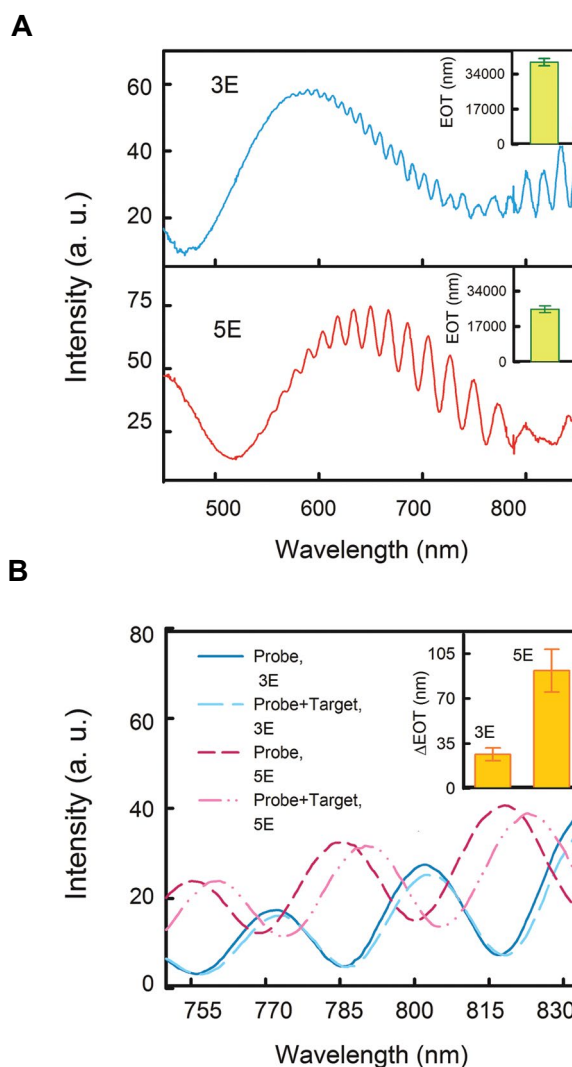 A
Intensity (a. u.)
60
40
20
3E
EOT (nm)
34000
17000
0
75
50
25
5E
EOT (nm)
34000
17000
0
500 600 700 800
Wavelength (nm)
B
Intensity (a. u.)
80
60
40
20
0
Probe,
3E
Probe+Target,
3E
Probe,
5E
Probe+Target,
5E
ΔEOT (nm)
105
70
35
0
3E
5E
755 770 785 800 815 830
Wavelength (nm)